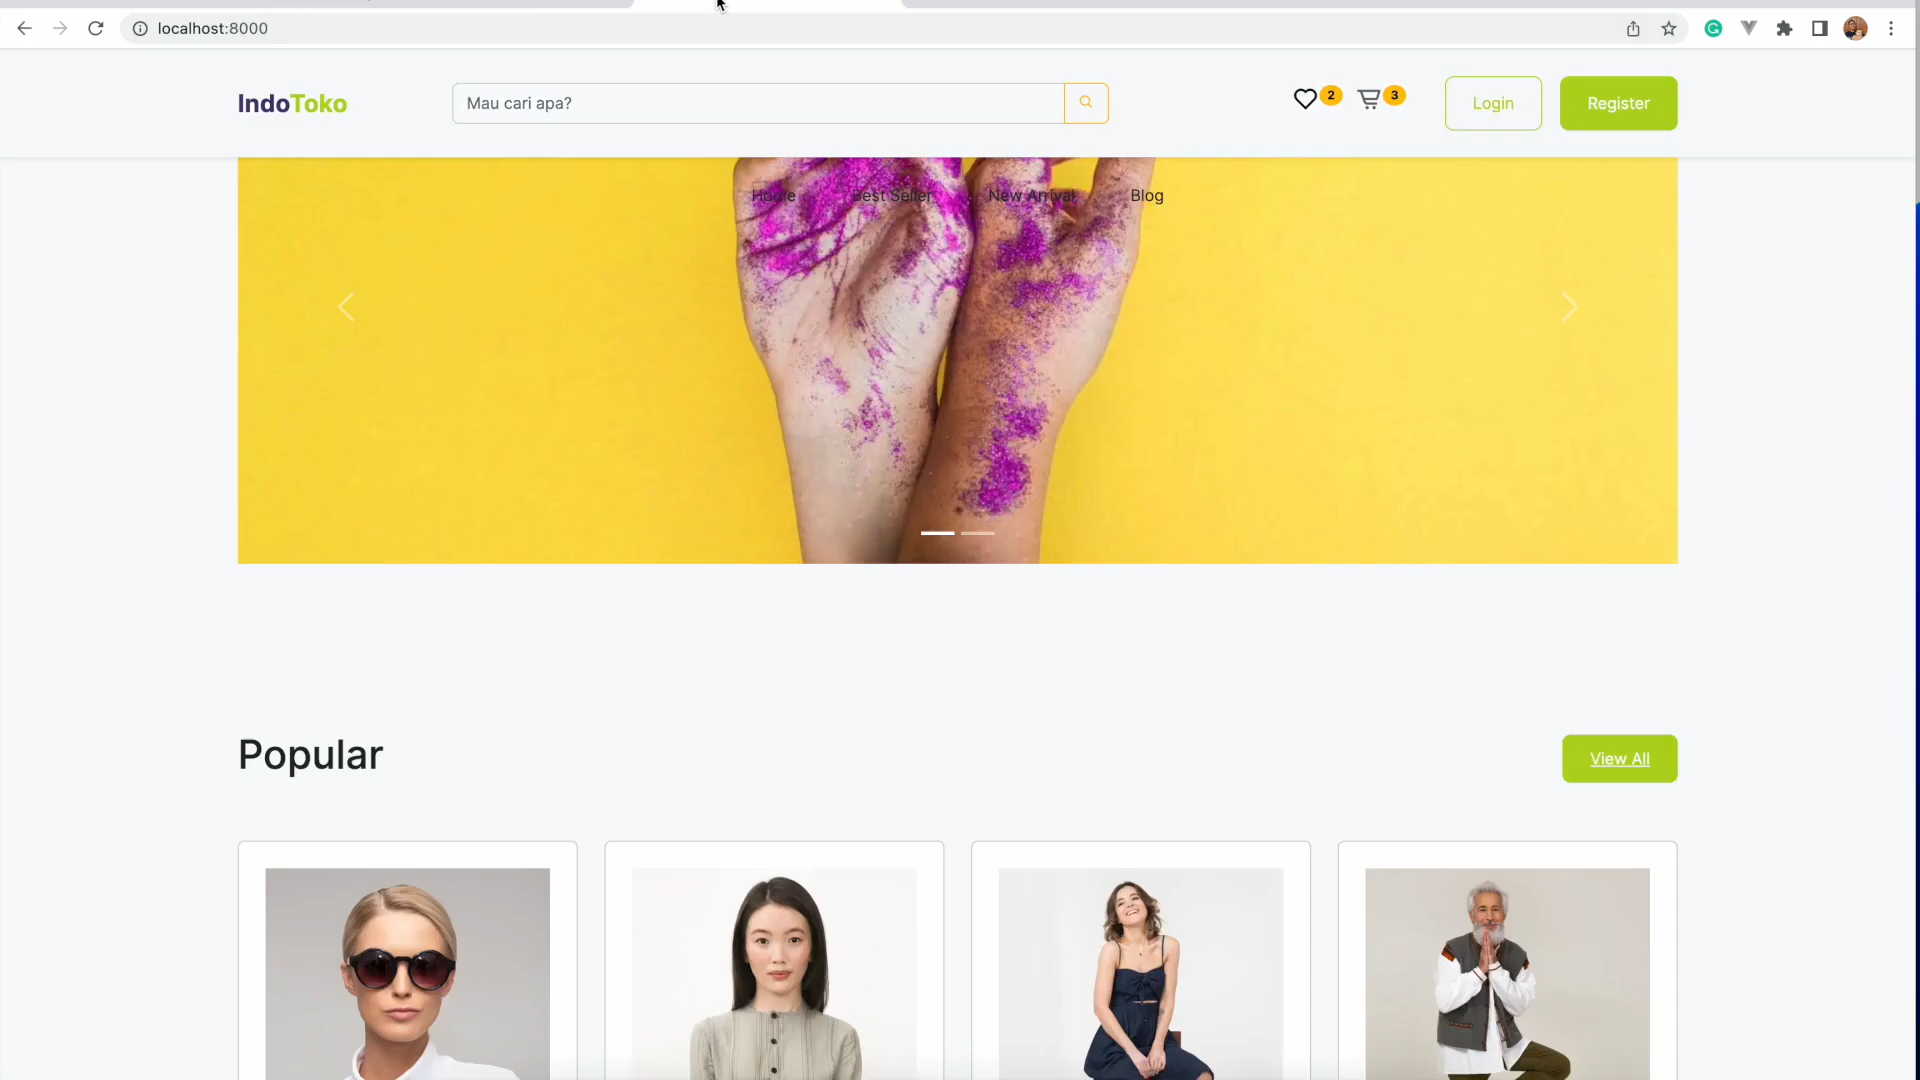 localhost:8000
IndoToko
Mau cari apa?
2
3
Login
Register
Home
Best Seller
New Arrival
Blog
Popular
View All